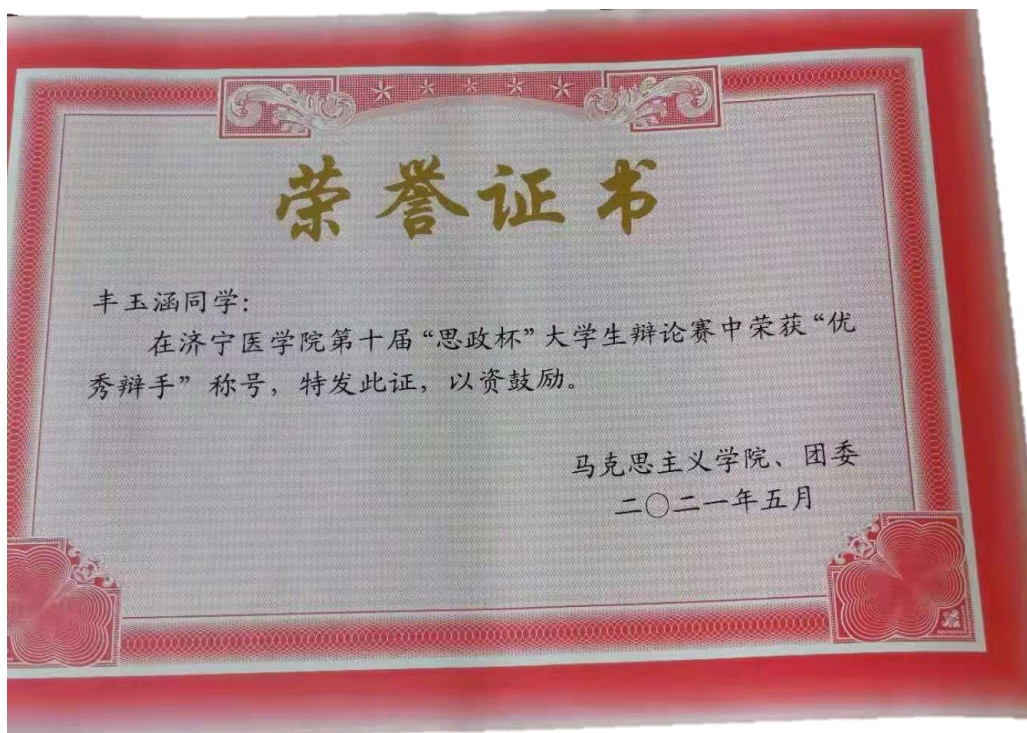 荣誉证书
丰玉涵同学:
在济宁医学院第十届“思政杯”大学生辩论赛中荣获“优
秀辩手”称号，特发此证，以资鼓励。
马克思主义学院、团委
二〇二一年五月